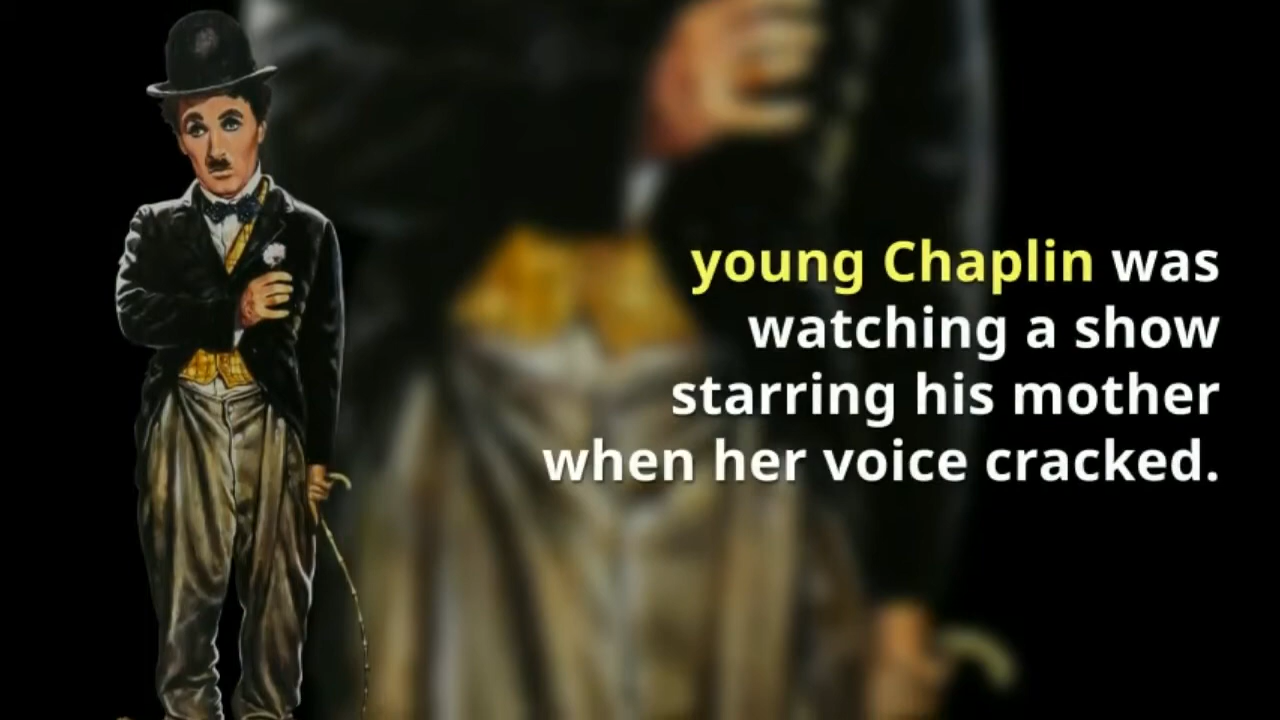 young Chaplin was
watching a show
starring his mother
when her voice cracked.